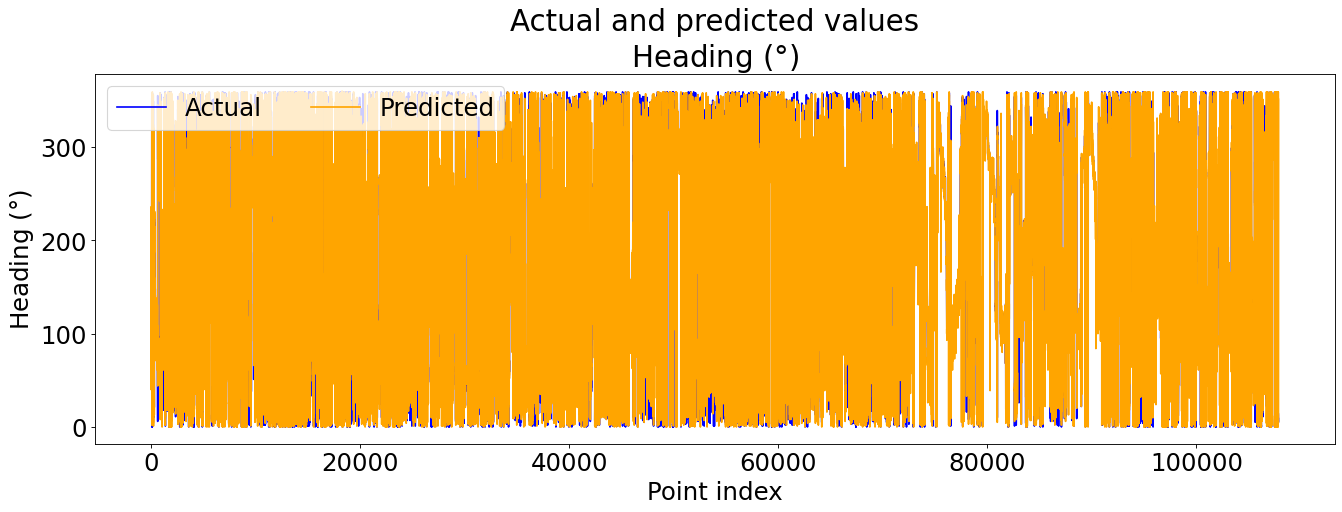 Actual and predicted values
Heading (°)
Actual Predicted
Heading (°)
300
200
100
0
0 20000 40000 60000 80000 100000
Point index